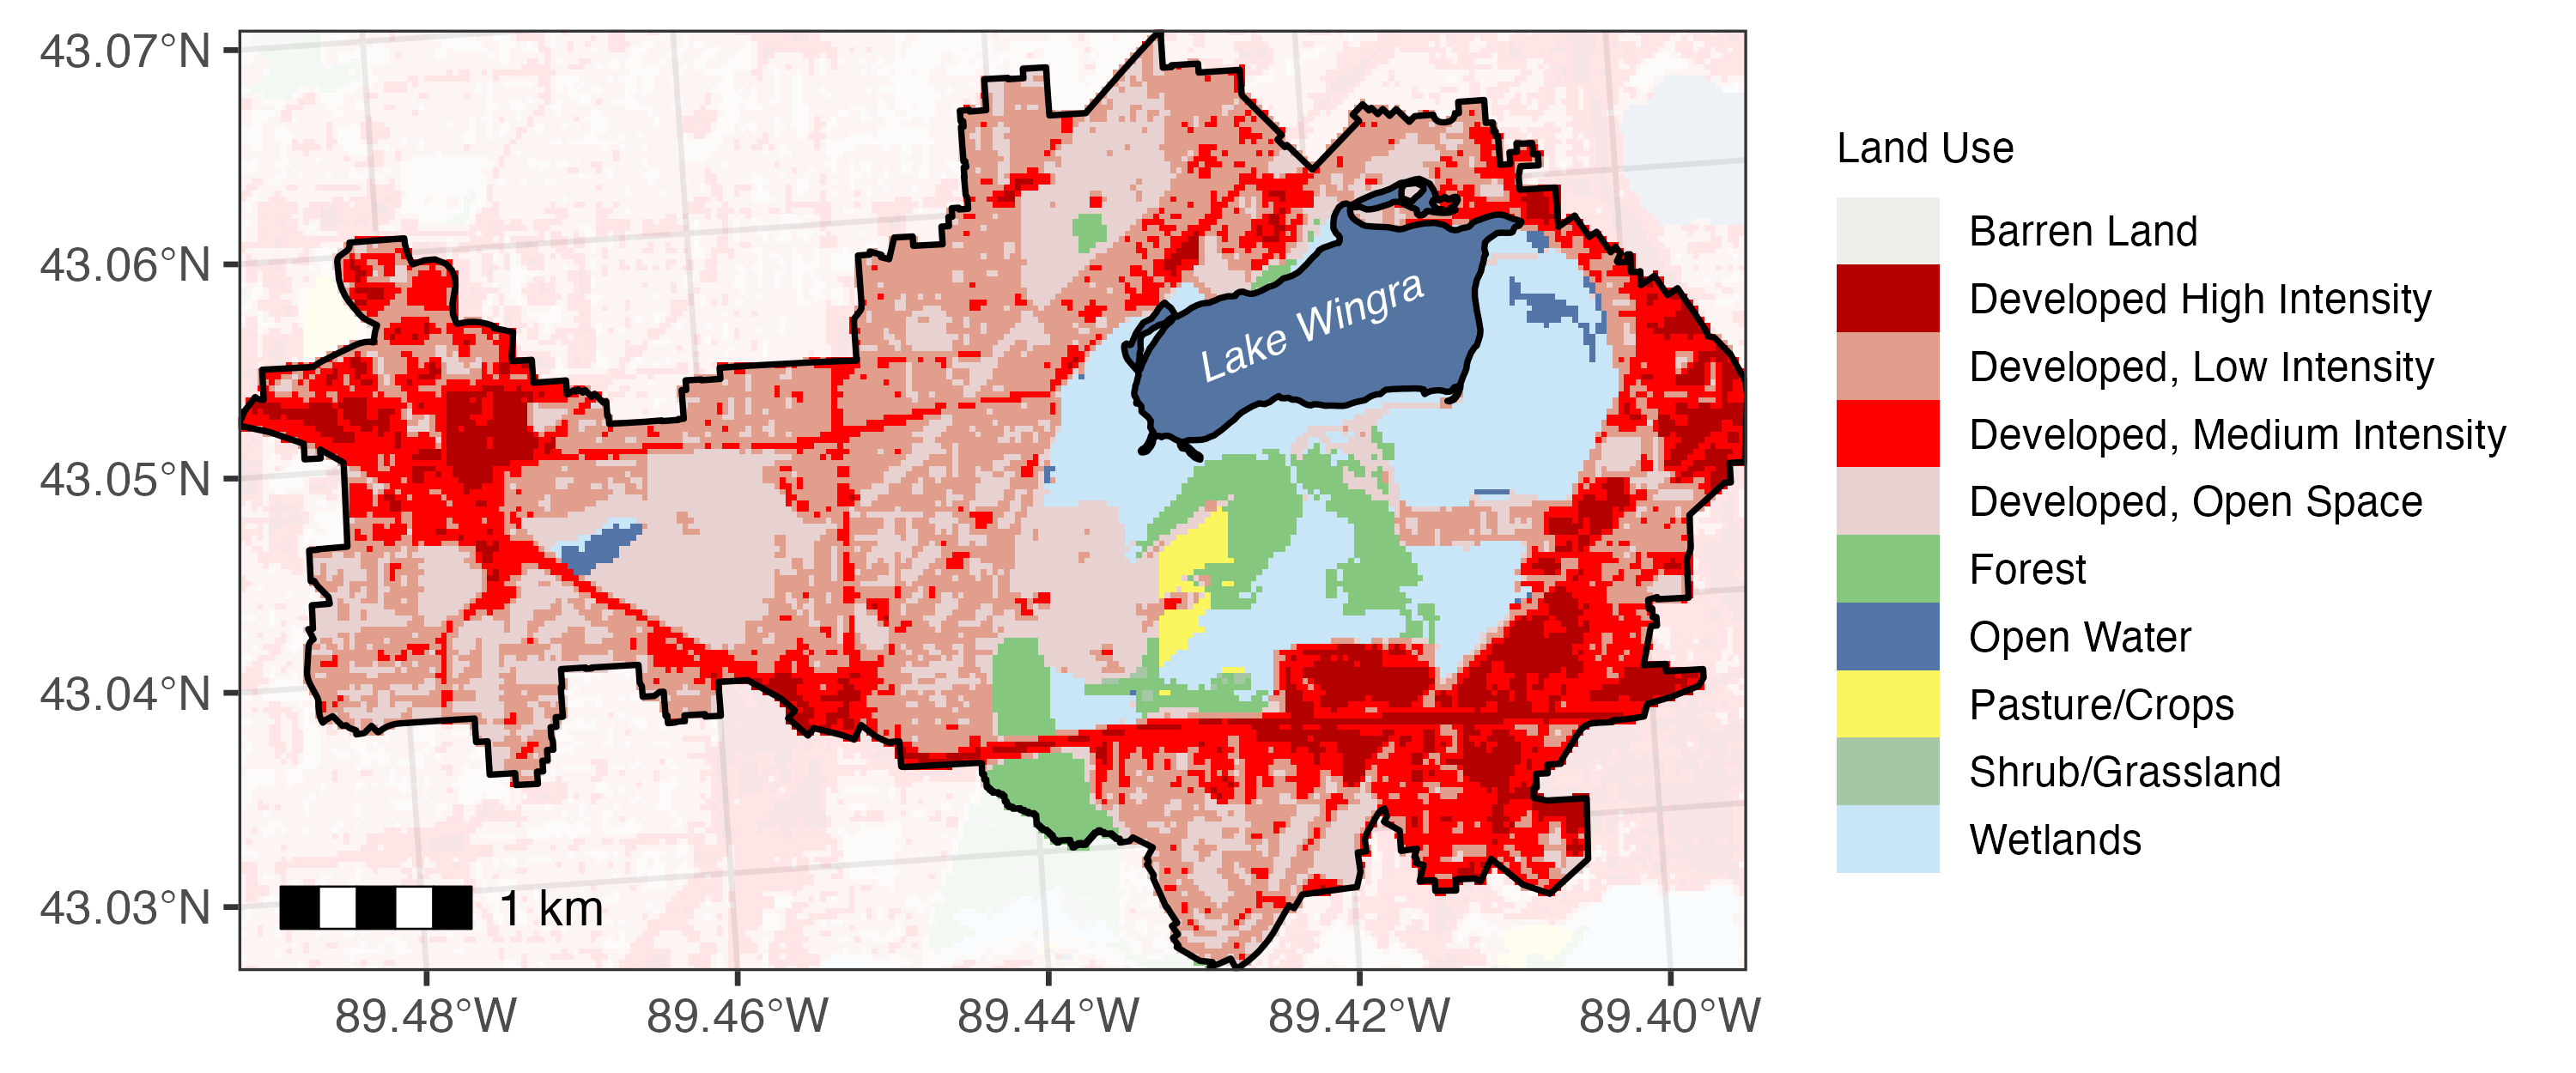 43.07°N
43.06°N
43.05°N
43.04°N
43.03°N
89.48°W
89.46°W
89.44°W
89.42°W
89.40°W
Lake Wingra
1 km
Land Use
Barren Land
Developed High Intensity
Developed, Low Intensity
Developed, Medium Intensity
Developed, Open Space
Forest
Open Water
Pasture/Crops
Shrub/Grassland
Wetlands